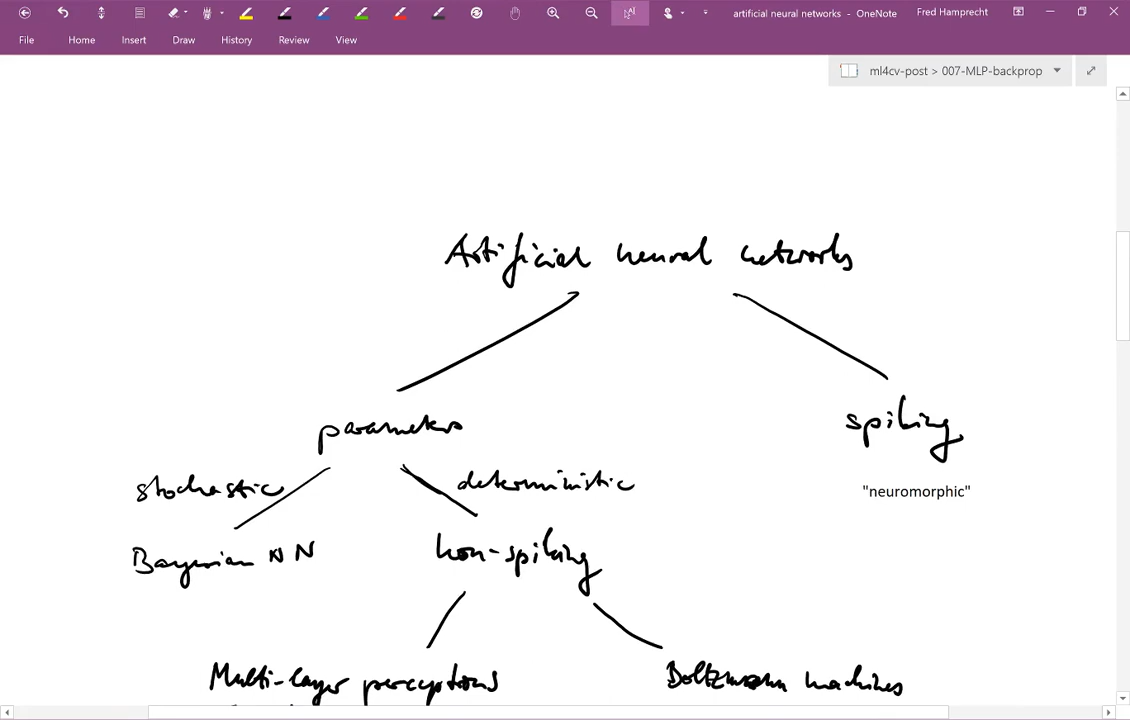 artificial neural networks - OneNote
Fred Hamprecht
File Home Insert Draw History Review View
ml4cv-post > 007-MLP-backprop
Artificial neural networks
parameters
spiking
stochastic
deterministic
"neuromorphic"
Bayesian NN
non-spiking
Multi-layer perceptrons
Boltzmann machines